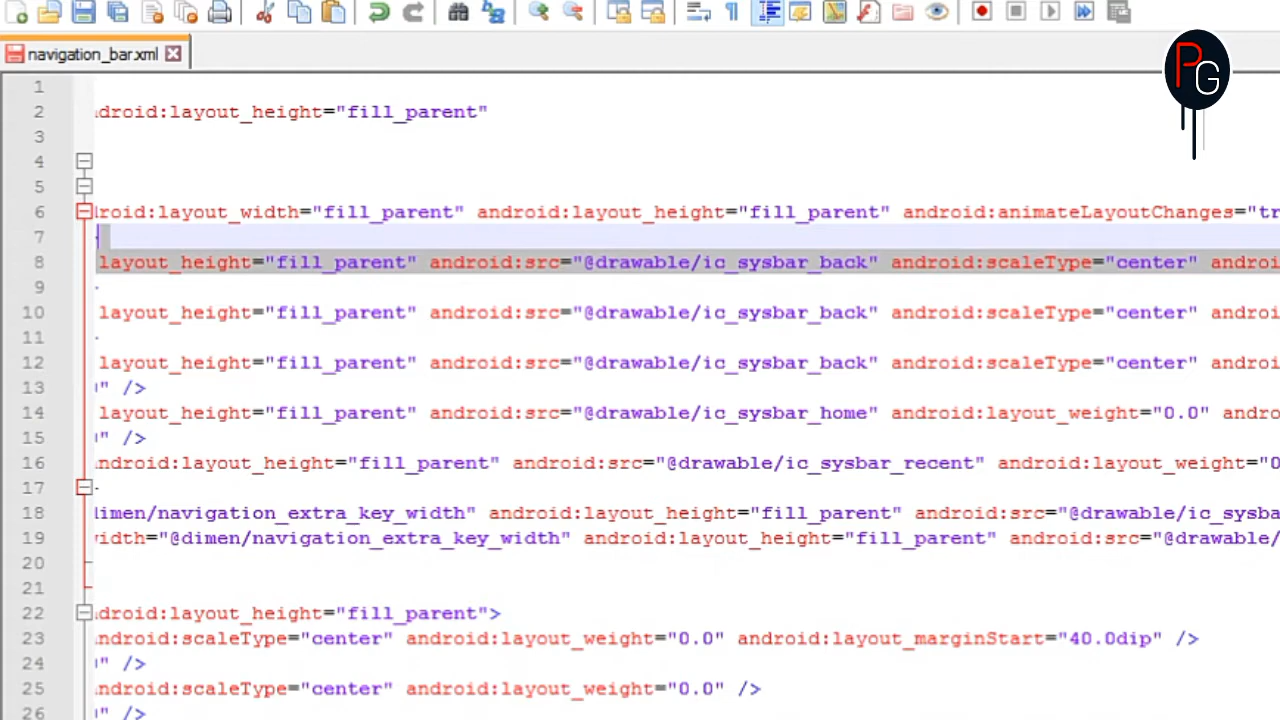 navigation_bar.xml
PG
1
2 droid:layout_height="fill_parent"
3
4
5
6 roid:layout_width="fill_parent" android:layout_height="fill_parent" android:animateLayoutChanges="tr
7
8 layout_height="fill_parent" android:src="@drawable/ic_sysbar_back" android:scaleType="center" androi
9
10 layout_height="fill_parent" android:src="@drawable/ic_sysbar_back" android:scaleType="center" androi
11
12 layout_height="fill_parent" android:src="@drawable/ic_sysbar_back" android:scaleType="center" androi
13 " />
14 layout_height="fill_parent" android:src="@drawable/ic_sysbar_home" android:layout_weight="0.0" andro
15 " />
16 ndroid:layout_height="fill_parent" android:src="@drawable/ic_sysbar_recent" android:layout_weight="0
17
18 dimen/navigation_extra_key_width" android:layout_height="fill_parent" android:src="@drawable/ic_sysba
19 width="@dimen/navigation_extra_key_width" android:layout_height="fill_parent" android:src="@drawable/
20
21
22 droid:layout_height="fill_parent">
23 ndroid:scaleType="center" android:layout_weight="0.0" android:layout_marginStart="40.0dip" />
24 " />
25 ndroid:scaleType="center" android:layout_weight="0.0" />
26 " />